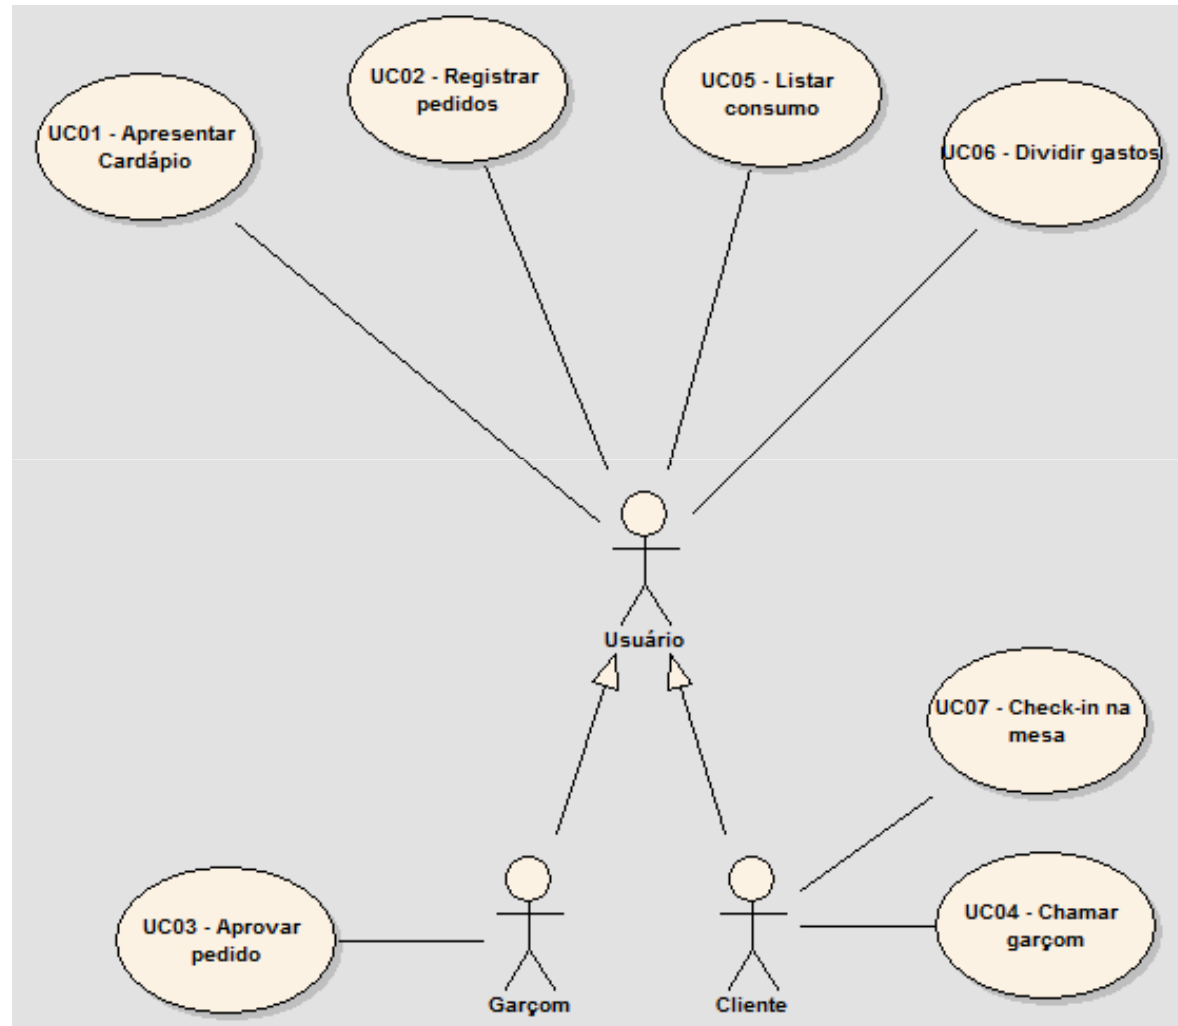 UC02 - Registrar
pedidos
UC05 - Listar
consumo
UC01 - Apresentar
Cardápio
UC06 - Dividir gastos
Usuário
UC07 - Check-in na
mesa
UC03 - Aprovar
pedido
UC04 - Chamar
garçom
Garçom
Cliente